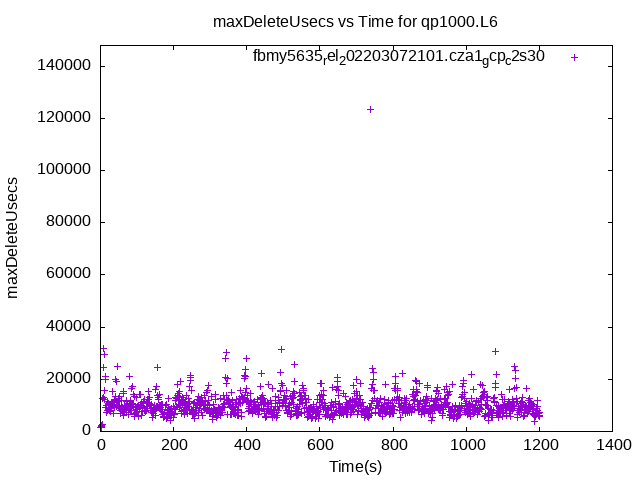 maxDeleteUsecs vs Time for qp1000.L6
fbmy5635rel202203072101.cza1gcpc2s30
140000
120000
100000
80000
60000
40000
20000
0
maxDeleteUsecs
0 200 400 600 800 1000 1200 1400
Time(s)